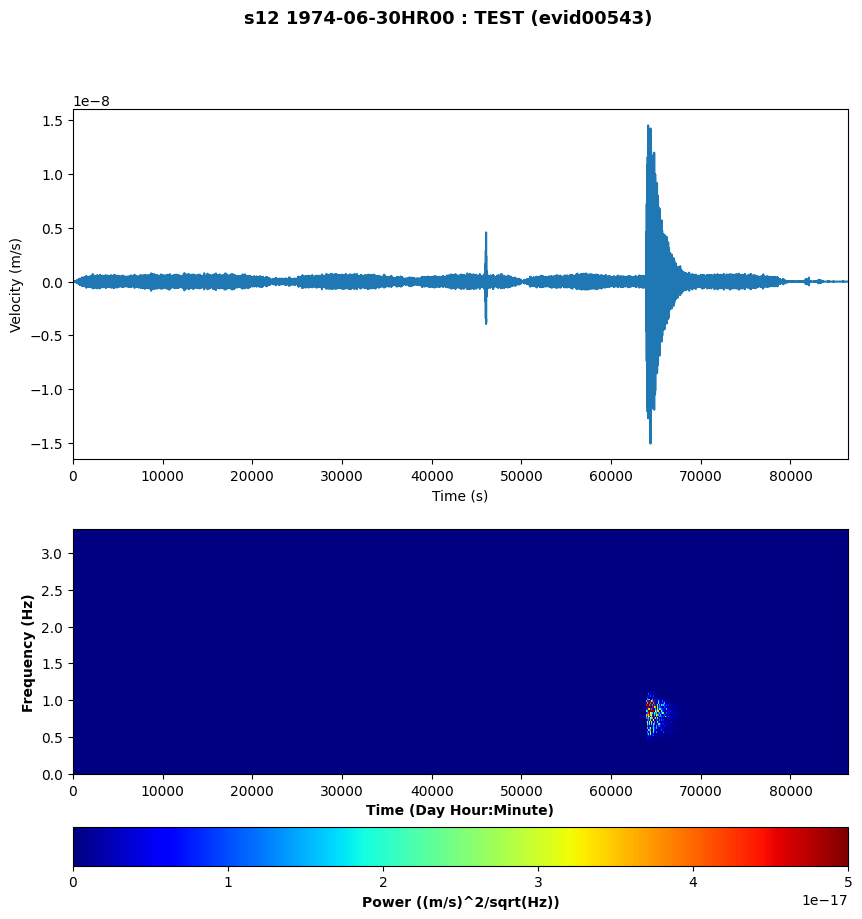 s12 1974-06-30HR00 : TEST (evid00543)
1e−8
1.5
1.0
0.5
0.0
−0.5
−1.0
−1.5
Velocity (m/s)
0 10000 20000 30000 40000 50000 60000 70000 80000
Time (s)
3.0
2.5
2.0
1.5
1.0
0.5
0.0
Frequency (Hz)
0 10000 20000 30000 40000 50000 60000 70000 80000
Time (Day Hour:Minute)
0 1 2 3 4 5
1e−17
Power ((m/s)^2/sqrt(Hz))